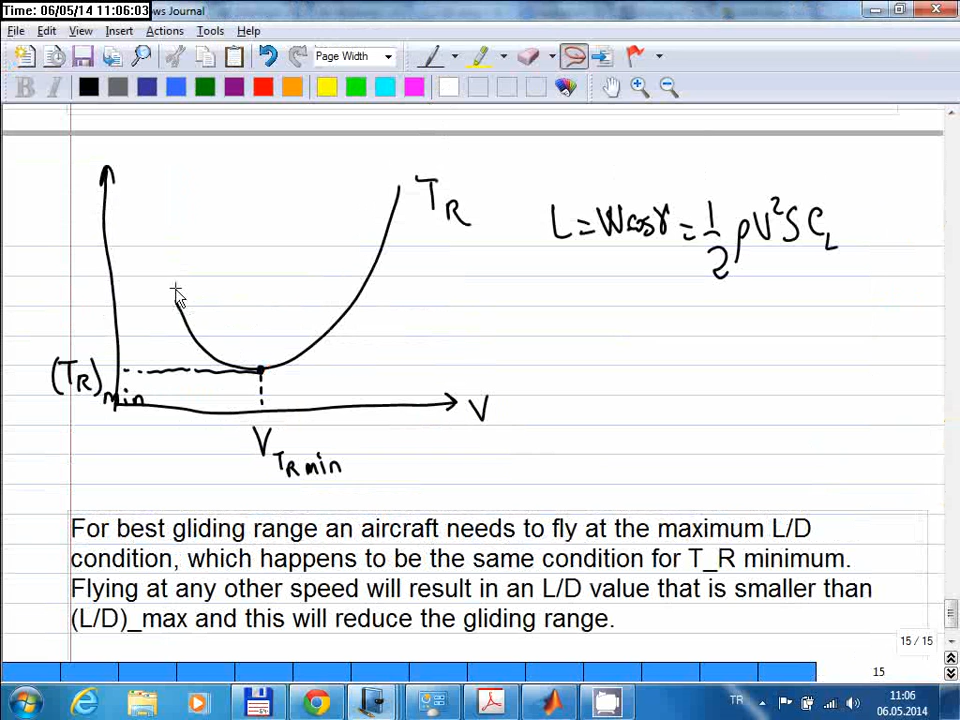 Time: 06/05/14 11:06:03
ws Journal
File Edit View Insert Actions Tools Help
Page Width
B I
T_R
L = W cos γ = 1/2 ρV²S C_L
(T_R)_min
V
V_T_R min
For best gliding range an aircraft needs to fly at the maximum L/D
condition, which happens to be the same condition for T_R minimum.
Flying at any other speed will result in an L/D value that is smaller than
(L/D)_max and this will reduce the gliding range.
15 / 15
15
TR
11:06
06.05.2014